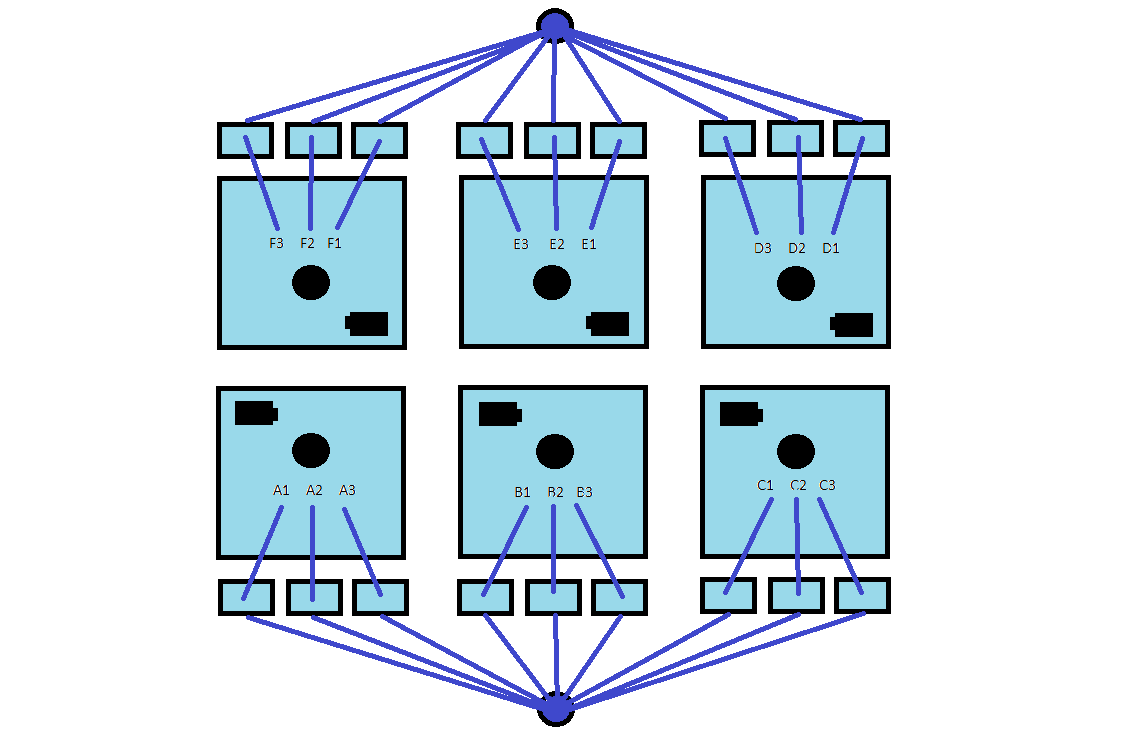 F3 F2 F1
E3 E2 E1
D3 D2 D1
A1 A2 A3
B1 B2 B3
C1 C2 C3